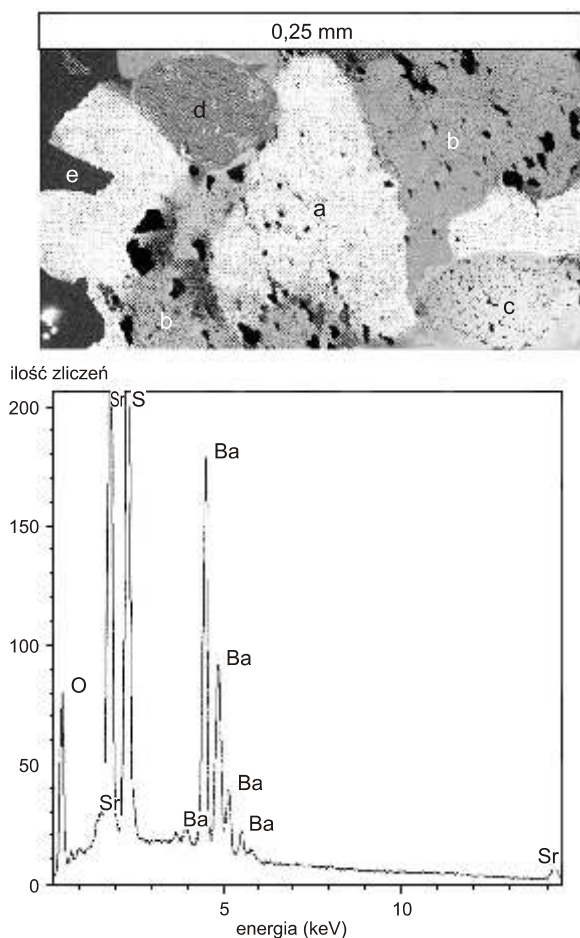 0,25 mm
d
b
e
a
c
b
ilość zliczeń
200
Sr
S
Ba
150
100
Ba
O
50
Sr
Ba
Ba
Ba
Sr
0
5
10
energia (keV)